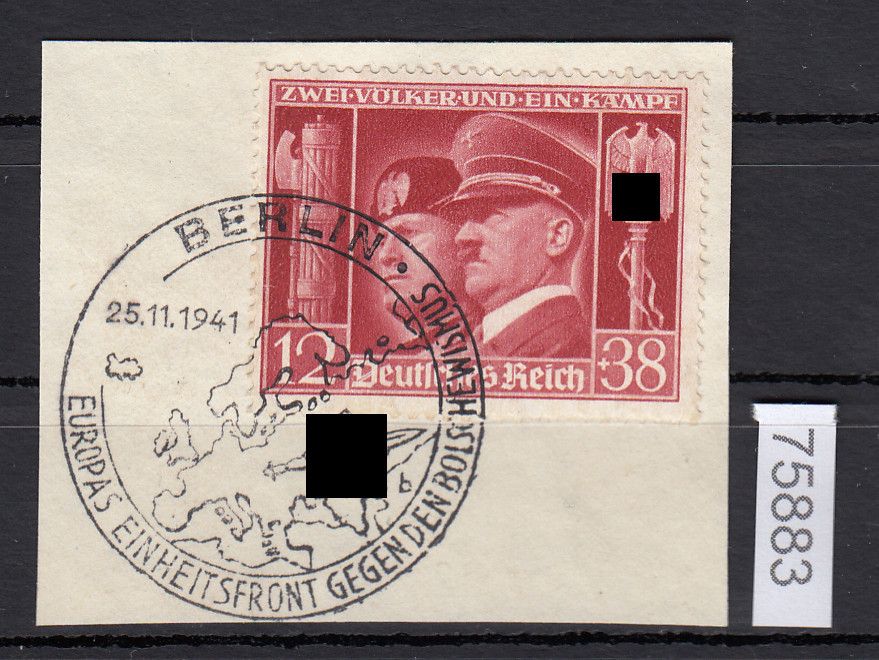 ZWEI·VÖLKER·UND·EIN·KAMPF
12
Deutsches Reich
+38
BERLIN
25.11.1941
b
EUROPAS EINHEITSFRONT GEGEN DEN BOLSCHEWISMUS
75883